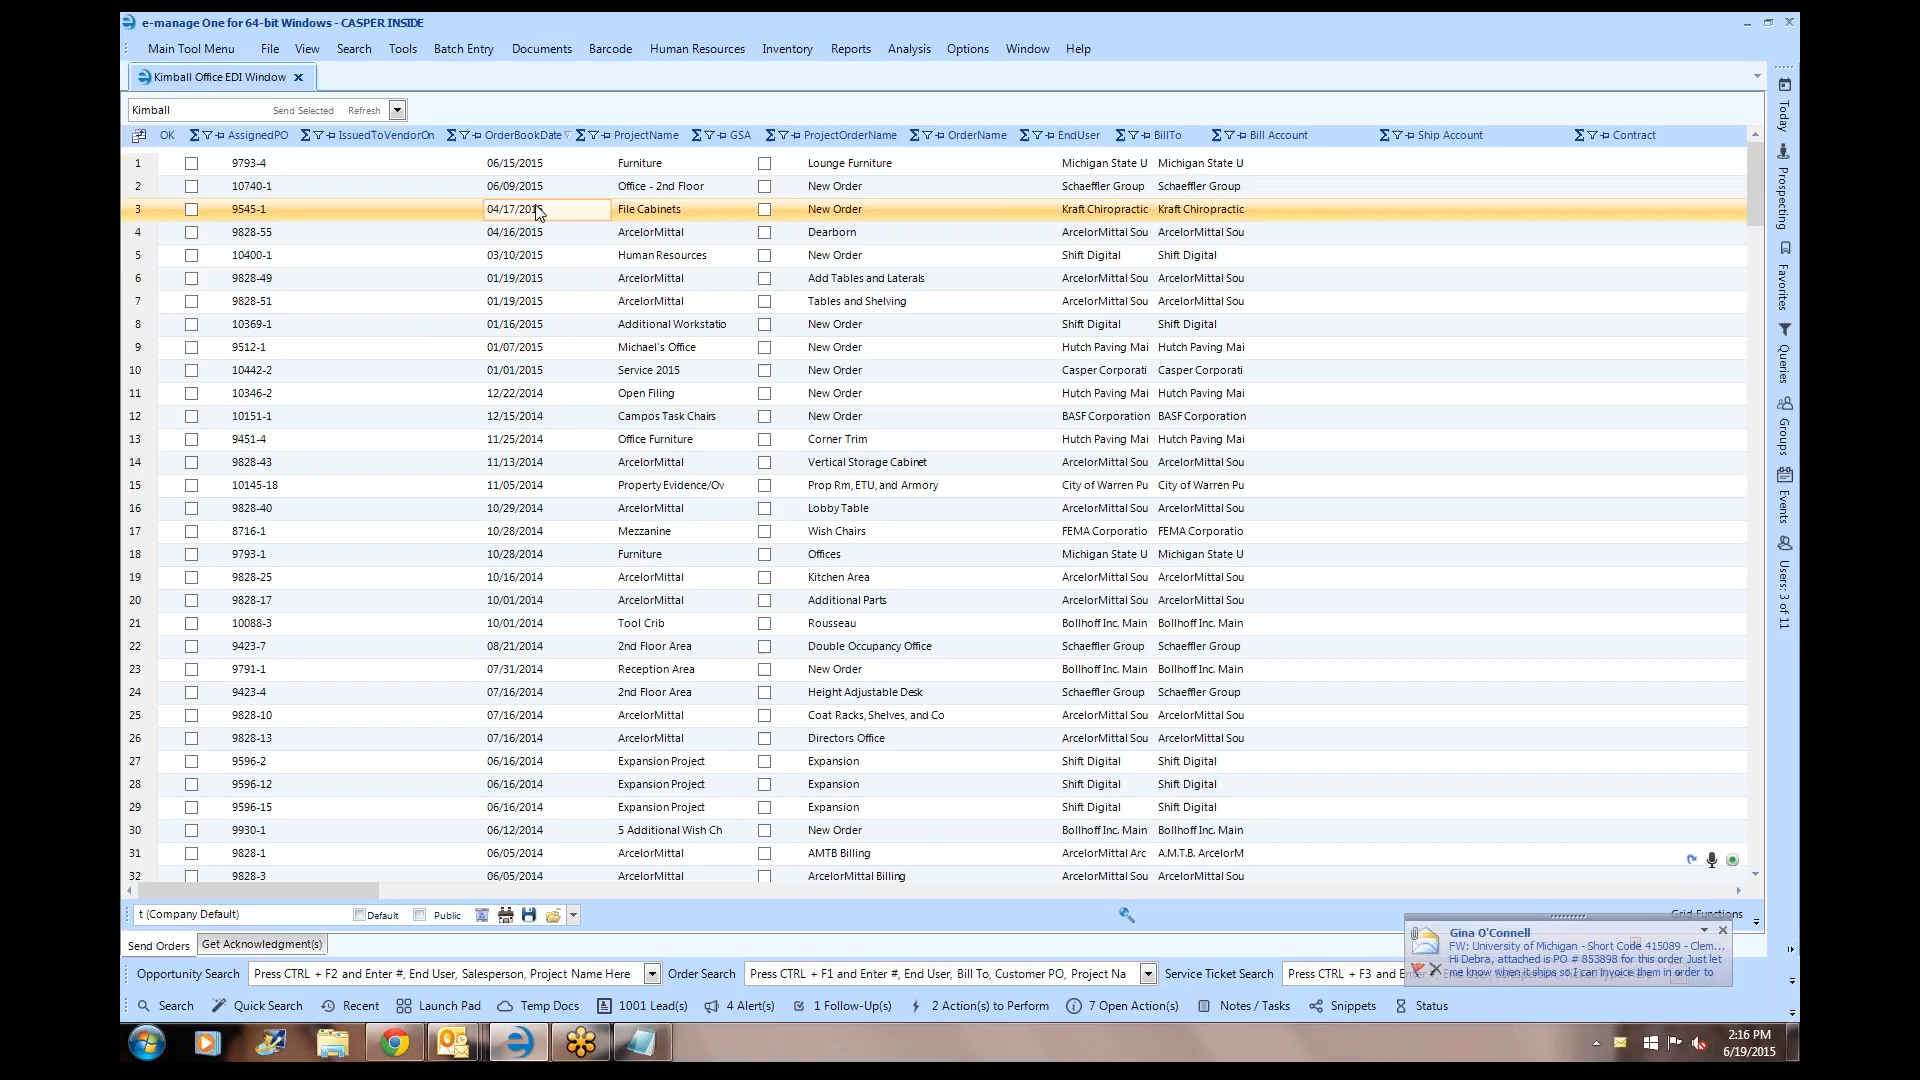 e-manage One for 64-bit Windows - CASPER INSIDE
Main Tool Menu File View Search Tools Batch Entry Documents Barcode Human Resources Inventory Reports Analysis Options Window Help
Kimball Office EDI Window
Kimball Send Selected Refresh
OK AssignedPO IssuedToVendorOn OrderBookDate ProjectName GSA ProjectOrderName OrderName EndUser BillTo Bill Account Ship Account Contract
1 9793-4 06/15/2015 Furniture Lounge Furniture Michigan State U Michigan State U
2 10740-1 06/09/2015 Office - 2nd Floor New Order Schaeffler Group Schaeffler Group
3 9545-1 04/17/2015 File Cabinets New Order Kraft Chiropractic Kraft Chiropractic
4 9828-55 04/16/2015 ArcelorMittal Dearborn ArcelorMittal Sou ArcelorMittal Sou
5 10400-1 03/10/2015 Human Resources New Order Shift Digital Shift Digital
6 9828-49 01/19/2015 ArcelorMittal Add Tables and Laterals ArcelorMittal Sou ArcelorMittal Sou
7 9828-51 01/19/2015 ArcelorMittal Tables and Shelving ArcelorMittal Sou ArcelorMittal Sou
8 10369-1 01/16/2015 Additional Workstatio New Order Shift Digital Shift Digital
9 9512-1 01/07/2015 Michael's Office New Order Hutch Paving Mai Hutch Paving Mai
10 10442-2 01/01/2015 Service 2015 New Order Casper Corporati Casper Corporati
11 10346-2 12/22/2014 Open Filing New Order Hutch Paving Mai Hutch Paving Mai
12 10151-1 12/15/2014 Campos Task Chairs New Order BASF Corporation BASF Corporation
13 9451-4 11/25/2014 Office Furniture Corner Trim Hutch Paving Mai Hutch Paving Mai
14 9828-43 11/13/2014 ArcelorMittal Vertical Storage Cabinet ArcelorMittal Sou ArcelorMittal Sou
15 10145-18 11/05/2014 Property Evidence/Ov Prop Rm, ETU, and Armory City of Warren Pu City of Warren Pu
16 9828-40 10/29/2014 ArcelorMittal Lobby Table ArcelorMittal Sou ArcelorMittal Sou
17 8716-1 10/28/2014 Mezzanine Wish Chairs FEMA Corporatio FEMA Corporatio
18 9793-1 10/28/2014 Furniture Offices Michigan State U Michigan State U
19 9828-25 10/16/2014 ArcelorMittal Kitchen Area ArcelorMittal Sou ArcelorMittal Sou
20 9828-17 10/01/2014 ArcelorMittal Additional Parts ArcelorMittal Sou ArcelorMittal Sou
21 10088-3 10/01/2014 Tool Crib Rousseau Bollhoff Inc. Main Bollhoff Inc. Main
22 9423-7 08/21/2014 2nd Floor Area Double Occupancy Office Schaeffler Group Schaeffler Group
23 9791-1 07/31/2014 Reception Area New Order Bollhoff Inc. Main Bollhoff Inc. Main
24 9423-4 07/16/2014 2nd Floor Area Height Adjustable Desk Schaeffler Group Schaeffler Group
25 9828-10 07/16/2014 ArcelorMittal Coat Racks, Shelves, and Co ArcelorMittal Sou ArcelorMittal Sou
26 9828-13 07/16/2014 ArcelorMittal Directors Office ArcelorMittal Sou ArcelorMittal Sou
27 9596-2 06/16/2014 Expansion Project Expansion Shift Digital Shift Digital
28 9596-12 06/16/2014 Expansion Project Expansion Shift Digital Shift Digital
29 9596-15 06/16/2014 Expansion Project Expansion Shift Digital Shift Digital
30 9930-1 06/12/2014 5 Additional Wish Ch New Order Bollhoff Inc. Main Bollhoff Inc. Main
31 9828-1 06/05/2014 ArcelorMittal AMTB Billing ArcelorMittal Arc A.M.T.B. ArcelorM
32 9828-3 06/05/2014 ArcelorMittal ArcelorMittal Billing ArcelorMittal Sou ArcelorMittal Sou
Today
Prospecting
Favorites
Queries
Groups
Events
Users: 3 of 11
t (Company Default) Default Public Grid Functions
Send Orders Get Acknowledgment(s)
Gina O'Connell
FW: University of Michigan - Short Code 415089 - Clem...
Hi Debra, attached is PO # 853898 for this order Just let
me know when it ships so I can invoice them in order to
Opportunity Search Press CTRL + F2 and Enter #, End User, Salesperson, Project Name Here Order Search Press CTRL + F1 and Enter #, End User, Bill To, Customer PO, Project Na Service Ticket Search Press CTRL + F3 and
Search Quick Search Recent Launch Pad Temp Docs 1001 Lead(s) 4 Alert(s) 1 Follow-Up(s) 2 Action(s) to Perform 7 Open Action(s) Notes / Tasks Snippets Status
2:16 PM
6/19/2015